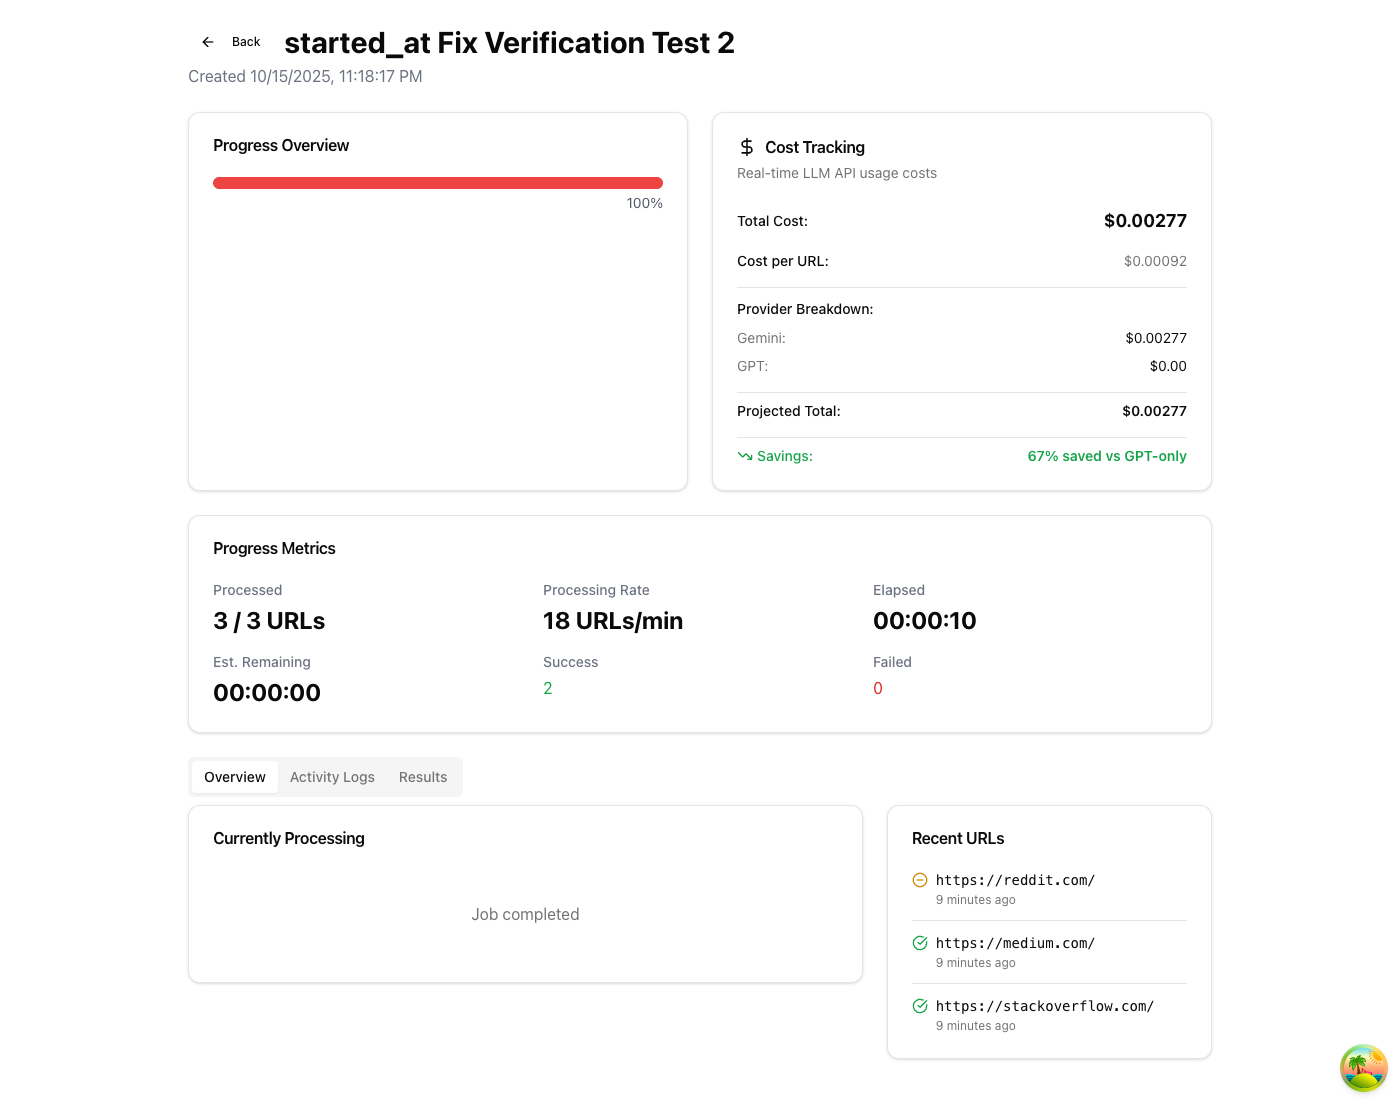 Back
started_at Fix Verification Test 2
Created 10/15/2025, 11:18:17 PM
Progress Overview
100%
Cost Tracking
Real-time LLM API usage costs
Total Cost: $0.00277
Cost per URL: $0.00092
Provider Breakdown:
Gemini: $0.00277
GPT: $0.00
Projected Total: $0.00277
Savings: 67% saved vs GPT-only
Progress Metrics
Processed
3 / 3 URLs
Processing Rate
18 URLs/min
Elapsed
00:00:10
Est. Remaining
00:00:00
Success
2
Failed
0
Overview Activity Logs Results
Currently Processing
Job completed
Recent URLs
https://reddit.com/
9 minutes ago
https://medium.com/
9 minutes ago
https://stackoverflow.com/
9 minutes ago